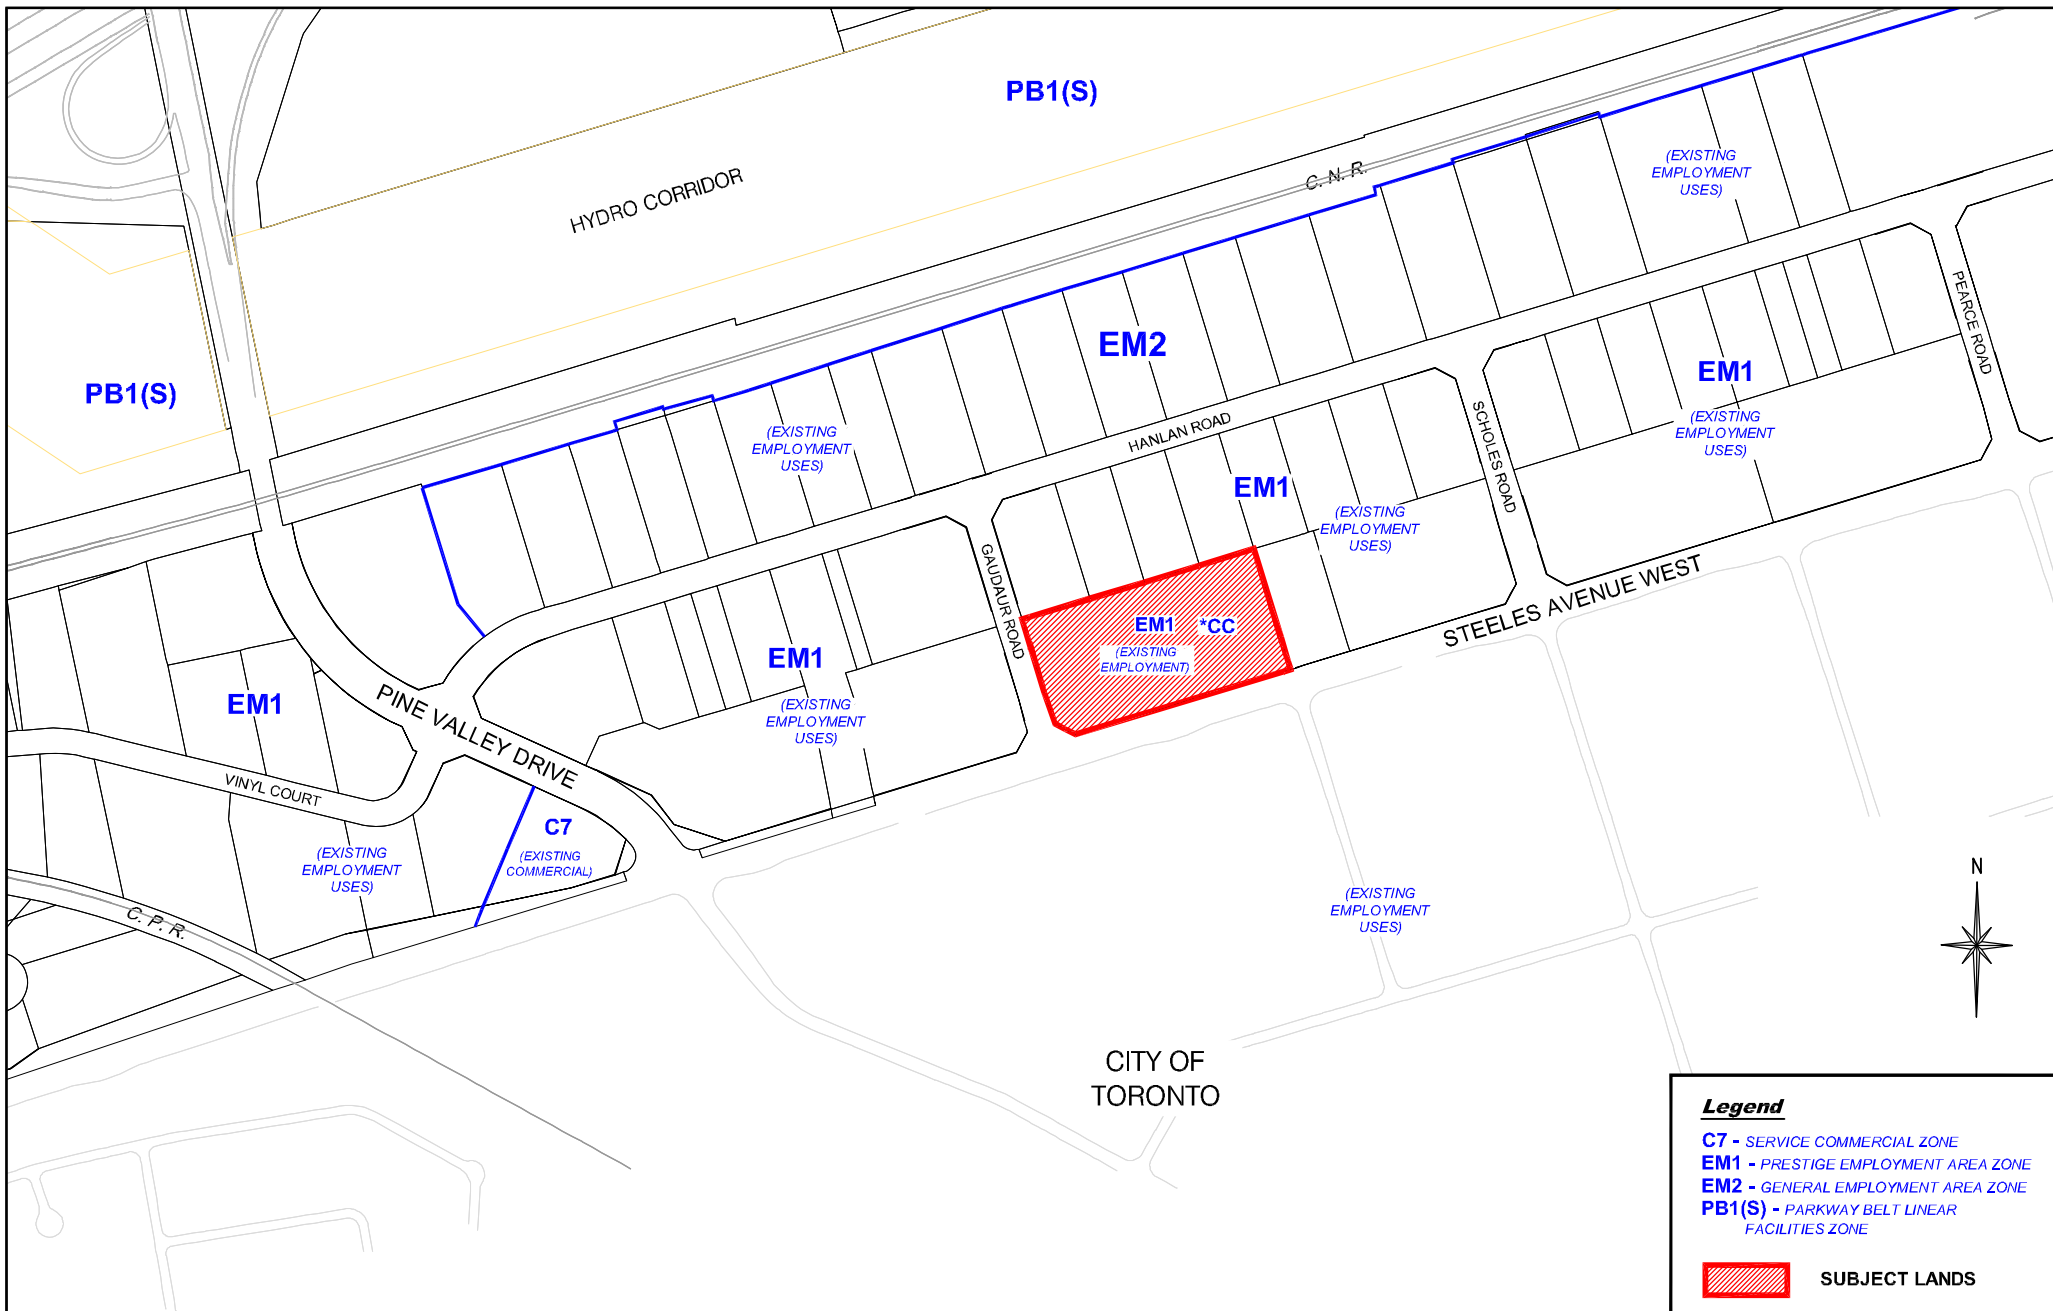 PB1(S)
HYDRO CORRIDOR
C. N. R.
(EXISTING
EMPLOYMENT
USES)
PEARCE ROAD
EM2
PB1(S)
EM1
(EXISTING
EMPLOYMENT
USES)
(EXISTING
EMPLOYMENT
USES)
HANLAN ROAD
SCHOLES ROAD
EM1
(EXISTING
EMPLOYMENT
USES)
GAUDAUR ROAD
STEELES AVENUE WEST
EM1 *CC
(EXISTING
EMPLOYMENT)
EM1
(EXISTING
EMPLOYMENT
USES)
EM1
PINE VALLEY DRIVE
VINYL COURT
C7
(EXISTING
COMMERCIAL)
(EXISTING
EMPLOYMENT
USES)
C. P. R.
(EXISTING
EMPLOYMENT
USES)
N
CITY OF
TORONTO
Legend
C7 - SERVICE COMMERCIAL ZONE
EM1 - PRESTIGE EMPLOYMENT AREA ZONE
EM2 - GENERAL EMPLOYMENT AREA ZONE
PB1(S) - PARKWAY BELT LINEAR
FACILITIES ZONE
SUBJECT LANDS